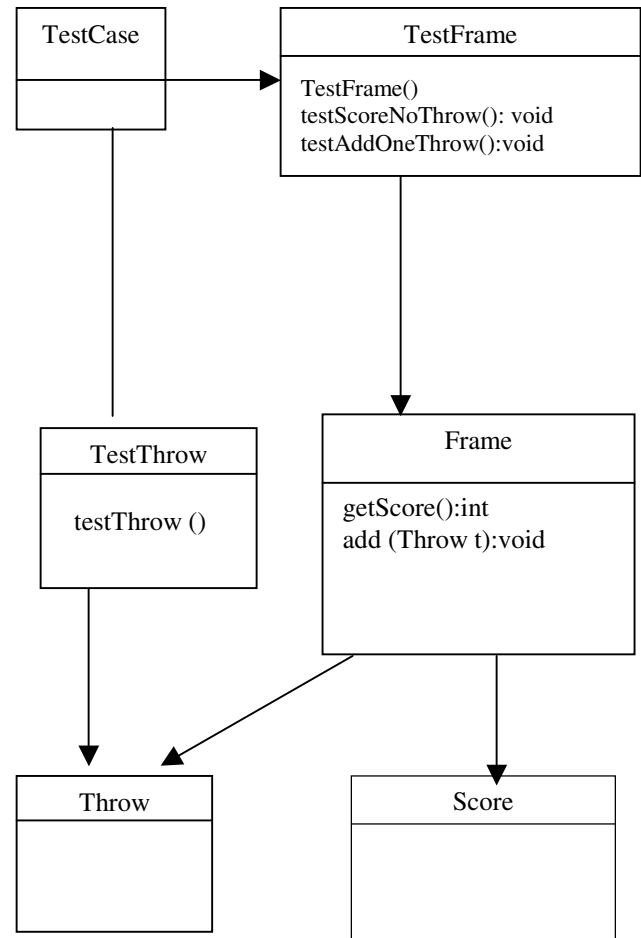 TestCase
TestFrame
TestFrame()
testScoreNoThrow(): void
testAddOneThrow():void
TestThrow
testThrow ()
Frame
getScore():int
add (Throw t):void
Throw
Score